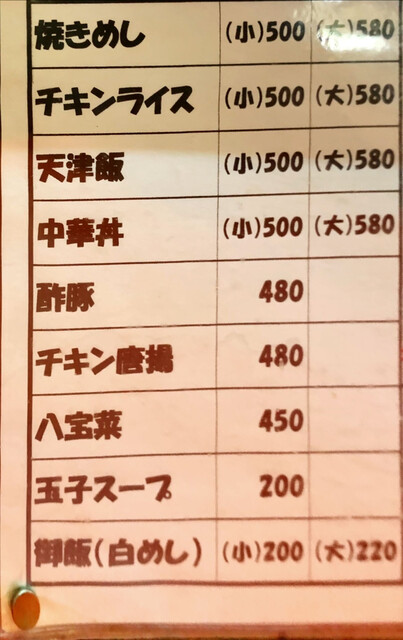 焼きめし (小)500 (大)580
チキンライス (小)500 (大)580
天津飯 (小)500 (大)580
中華丼 (小)500 (大)580
酢豚 480
チキン唐揚 480
八宝菜 450
玉子スープ 200
御飯(白めし) (小)200 (大)220